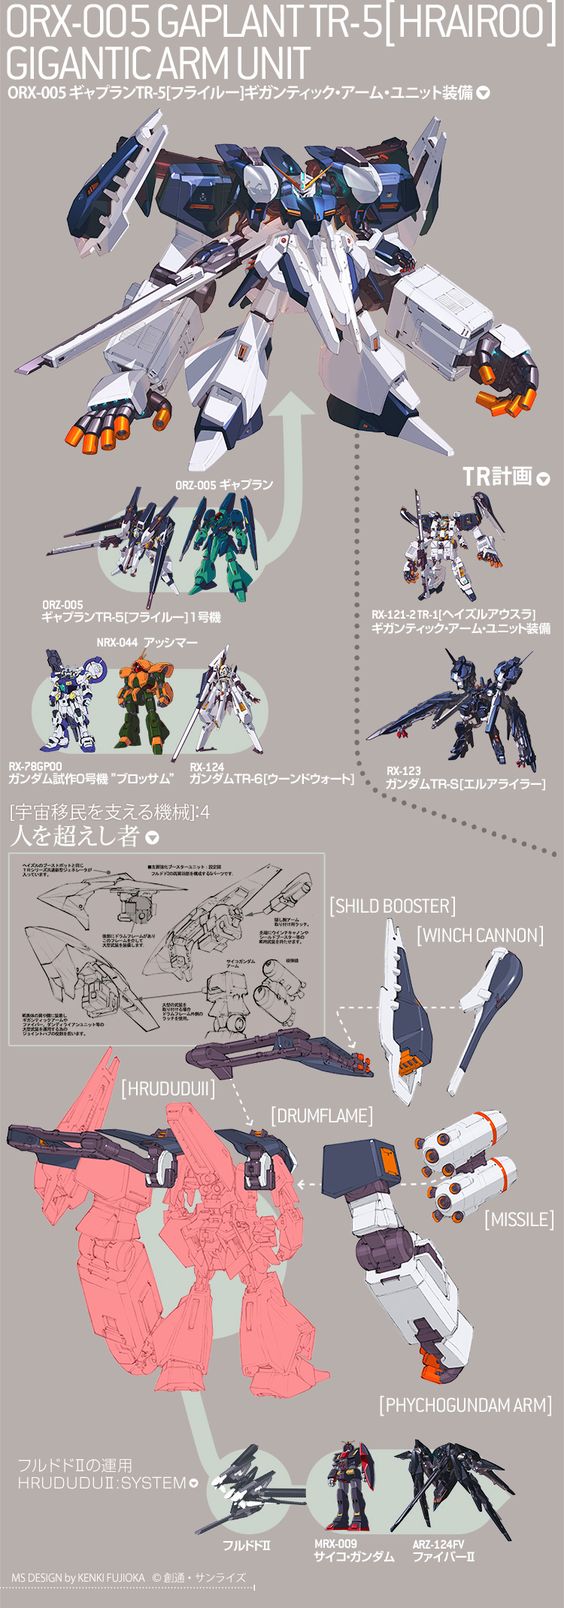 ORX-005 GAPLANT TR-5[HRAIROO]
GIGANTIC ARM UNIT
ORX-005 ギャプランTR-5[フライルー]ギガンティック・アーム・ユニット装備
TR計画
ORZ-005 ギャプラン
ORZ-005
ギャプランTR-5[フライルー]1号機
RX-121-2 TR-1[ヘイズルアウスラ]
ギガンティック・アーム・ユニット装備
NRX-044 アッシマー
RX-78GP00
ガンダム試作0号機 "ブロッサム"
RX-124
ガンダムTR-6[ウーンドウォート]
RX-123
ガンダムTR-S[エルアライラー]
[宇宙移民を支える機械]:4
人を超えし者
サイコガンダム
アーム
[SHILD BOOSTER]
[WINCH CANNON]
[HRUDUDUII]
[DRUMFLAME]
[MISSILE]
[PHYCHOGUNDAM ARM]
フルドドIIの運用
HRUDUDUII:SYSTEM
フルドドII
MRX-009
サイコ・ガンダム
ARZ-124FV
ファイバーII
MS DESIGN by KENKI FUJIOKA © 創通・サンライズ